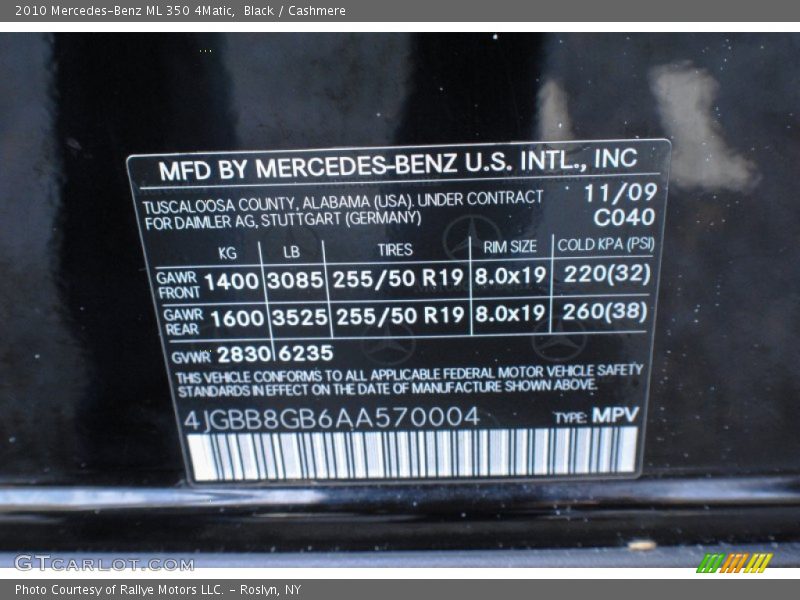 2010 Mercedes-Benz ML 350 4Matic, Black / Cashmere
MFD BY MERCEDES-BENZ U.S. INTL., INC
TUSCALOOSA COUNTY, ALABAMA (USA). UNDER CONTRACT 11/09
FOR DAIMLER AG, STUTTGART (GERMANY) C040
KG LB TIRES RIM SIZE COLD KPA (PSI)
GAWR FRONT 1400 3085 255/50 R19 8.0x19 220(32)
GAWR REAR 1600 3525 255/50 R19 8.0x19 260(38)
GVWR 2830 6235
THIS VEHICLE CONFORMS TO ALL APPLICABLE FEDERAL MOTOR VEHICLE SAFETY
STANDARDS IN EFFECT ON THE DATE OF MANUFACTURE SHOWN ABOVE.
4JGBB8GB6AA570004 TYPE: MPV
GTCARLOT.COM
Photo Courtesy of Rallye Motors LLC. - Roslyn, NY